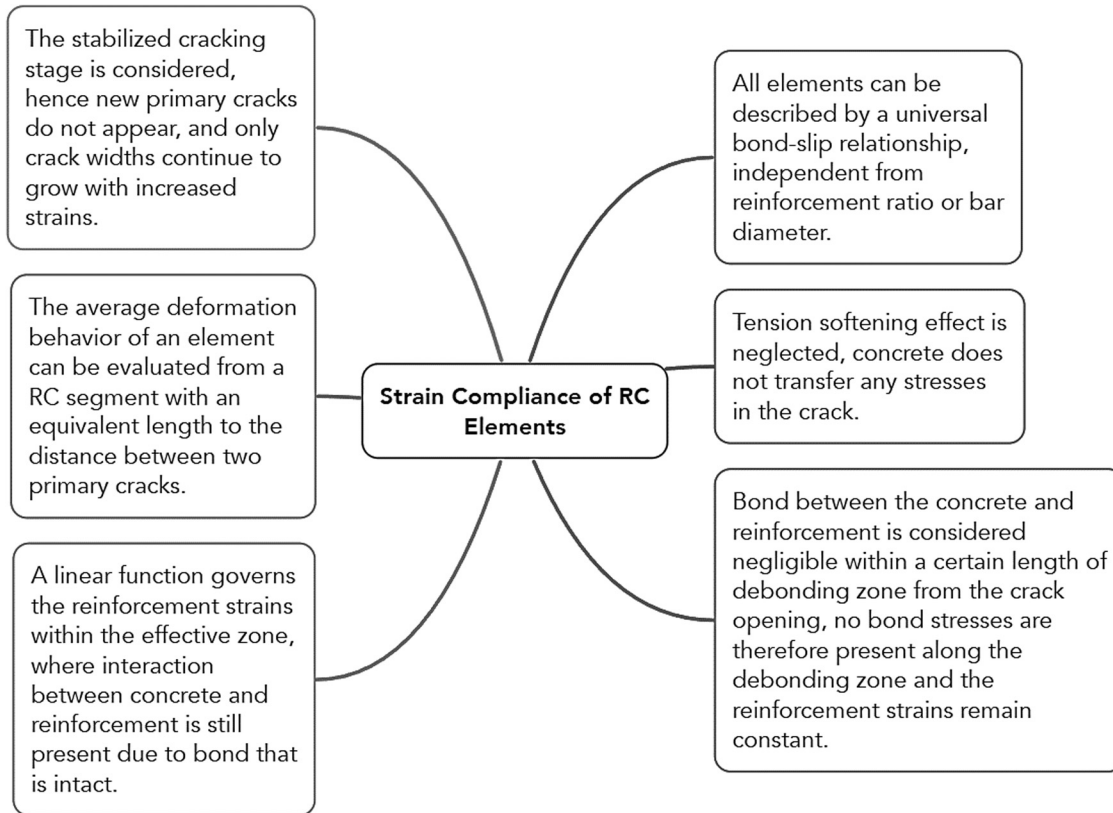 The stabilized cracking
stage is considered,
hence new primary cracks
do not appear, and only
crack widths continue to
grow with increased
strains.
The average deformation
behavior of an element
can be evaluated from a
RC segment with an
equivalent length to the
distance between two
primary cracks.
A linear function governs
the reinforcement strains
within the effective zone,
where interaction
between concrete and
reinforcement is still
present due to bond that
is intact.
Strain Compliance of RC
Elements
All elements can be
described by a universal
bond-slip relationship,
independent from
reinforcement ratio or bar
diameter.
Tension softening effect is
neglected, concrete does
not transfer any stresses
in the crack.
Bond between the concrete and
reinforcement is considered
negligible within a certain length of
debonding zone from the crack
opening, no bond stresses are
therefore present along the
debonding zone and the
reinforcement strains remain
constant.